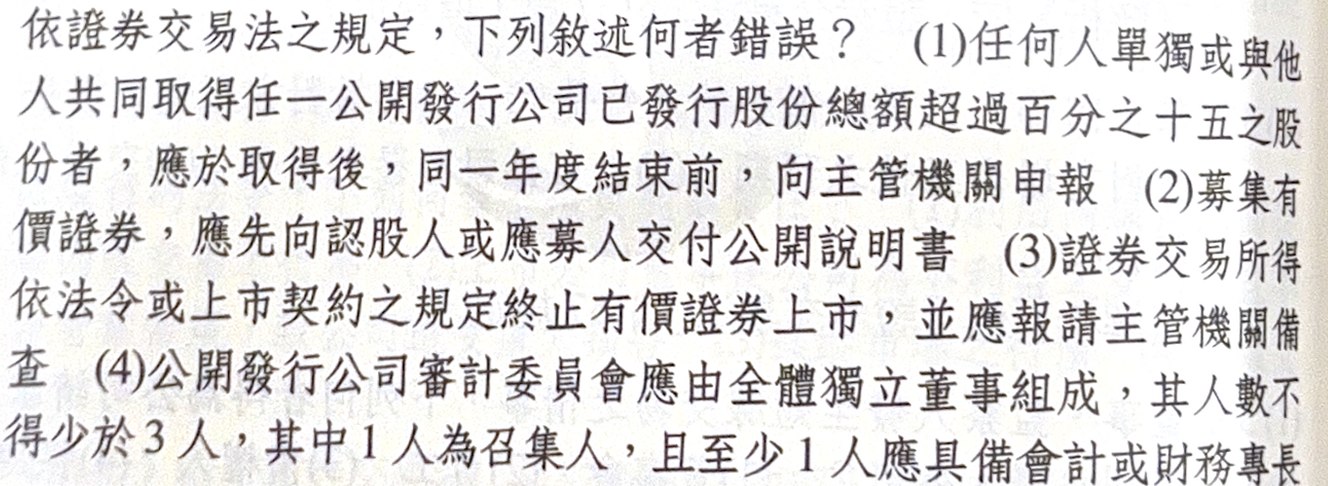 依證券交易法之規定，下列敘述何者錯誤？　(1)任何人單獨或與他
人共同取得任一公開發行公司已發行股份總額超過百分之十五之股
份者，應於取得後，同一年度結束前，向主管機關申報　(2)募集有
價證券，應先向認股人或應募人交付公開說明書　(3)證券交易所得
依法令或上市契約之規定終止有價證券上市，並應報請主管機關備
查　(4)公開發行公司審計委員會應由全體獨立董事組成，其人數不
得少於3人，其中1人為召集人，且至少1人應具備會計或財務專長